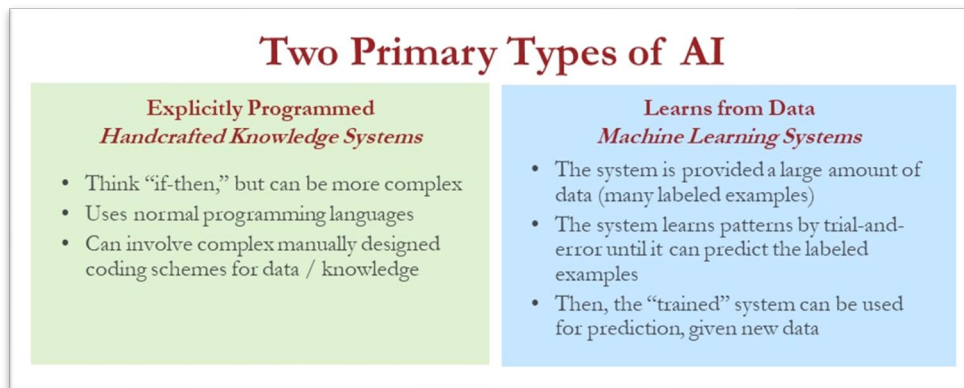 Two Primary Types of AI
Explicitly Programmed
Handcrafted Knowledge Systems
• Think “if-then,” but can be more complex
• Uses normal programming languages
• Can involve complex manually designed
coding schemes for data / knowledge
Learns from Data
Machine Learning Systems
• The system is provided a large amount of
data (many labeled examples)
• The system learns patterns by trial-and-
error until it can predict the labeled
examples
• Then, the “trained” system can be used
for prediction, given new data